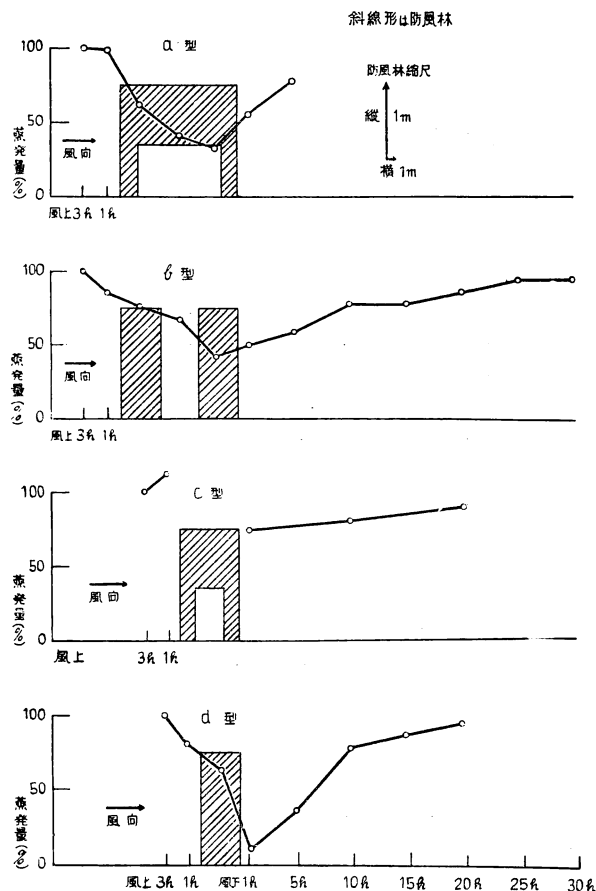 斜線形は防風林
a 型
防風林縮尺
縦 1m
横 1m
100
50
0
蒸発量(%)
風向
風上 3h 1h
b 型
100
50
0
蒸発量(%)
風向
風上 3h 1h
c 型
100
50
0
蒸発量(%)
風向
風上 3h 1h
d 型
100
50
0
蒸発量(%)
風向
風上 3h 1h 風下 1h 5h 10h 15h 20h 25h 30h